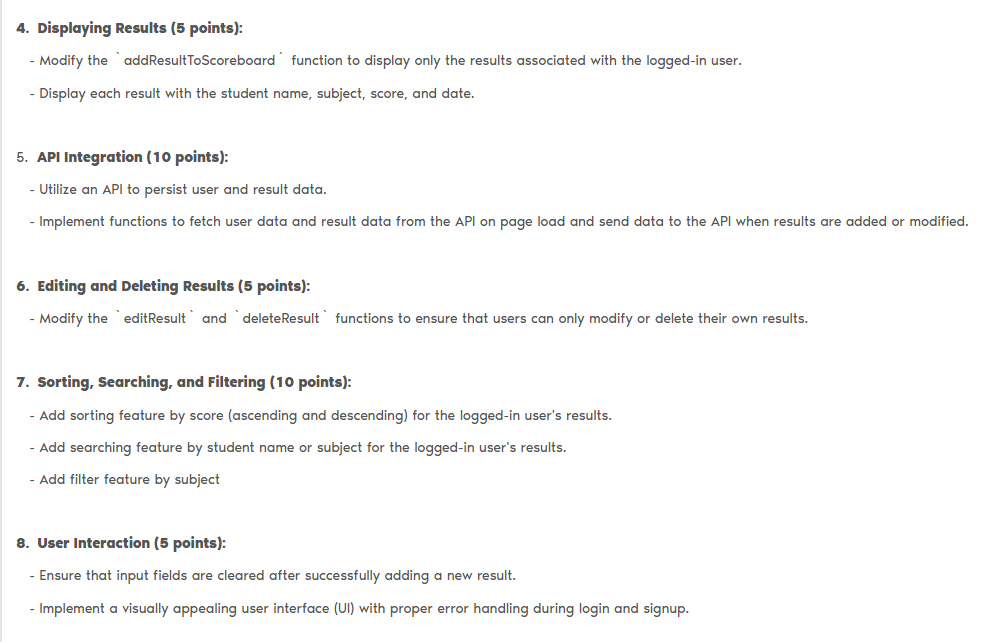 4. Displaying Results (5 points):
- Modify the `addResultToScoreboard` function to display only the results associated with the logged-in user.
- Display each result with the student name, subject, score, and date.
5. API Integration (10 points):
- Utilize an API to persist user and result data.
- Implement functions to fetch user data and result data from the API on page load and send data to the API when results are added or modified.
6. Editing and Deleting Results (5 points):
- Modify the `editResult` and `deleteResult` functions to ensure that users can only modify or delete their own results.
7. Sorting, Searching, and Filtering (10 points):
- Add sorting feature by score (ascending and descending) for the logged-in user's results.
- Add searching feature by student name or subject for the logged-in user's results.
- Add filter feature by subject
8. User Interaction (5 points):
- Ensure that input fields are cleared after successfully adding a new result.
- Implement a visually appealing user interface (UI) with proper error handling during login and signup.